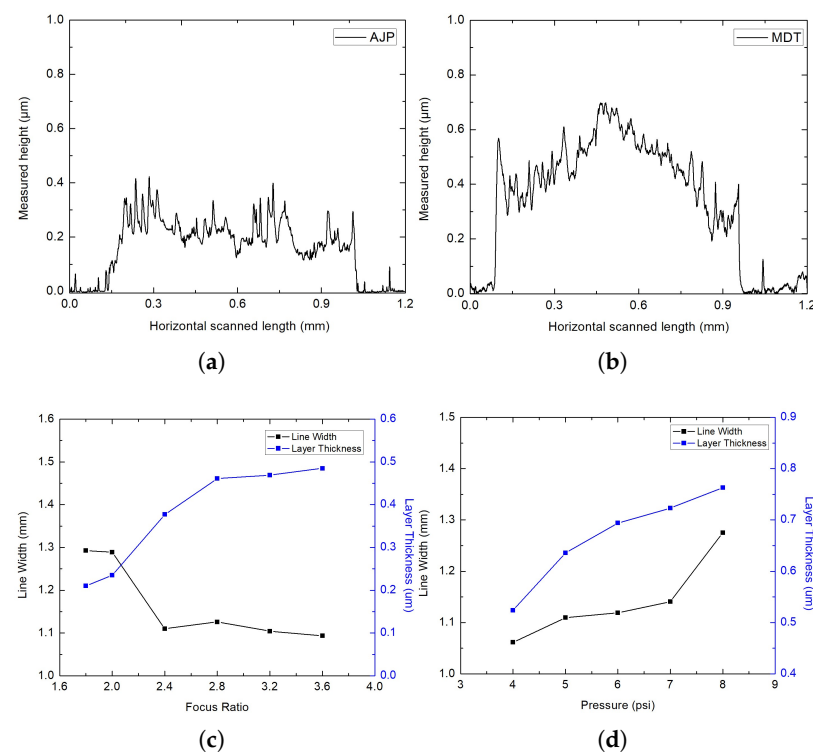 AJP
Measured height (µm)
1.0
0.8
0.6
0.4
0.2
0.0
0.0 0.3 0.6 0.9 1.2
Horizontal scanned length (mm)
(a)
MDT
Measured height (µm)
1.0
0.8
0.6
0.4
0.2
0.0
0.0 0.3 0.6 0.9 1.2
Horizontal scanned length (mm)
(b)
Line Width
Layer Thickness
Line Width (mm)
1.6
1.5
1.4
1.3
1.2
1.1
1.0
Layer Thickness (um)
0.6
0.5
0.4
0.3
0.2
0.1
0.0
1.6 2.0 2.4 2.8 3.2 3.6 4.0
Focus Ratio
(c)
Line Width
Layer Thickness
Line Width (mm)
1.5
1.4
1.3
1.2
1.1
1.0
Layer Thickness (um)
0.9
0.8
0.7
0.6
0.5
0.4
3 4 5 6 7 8 9
Pressure (psi)
(d)